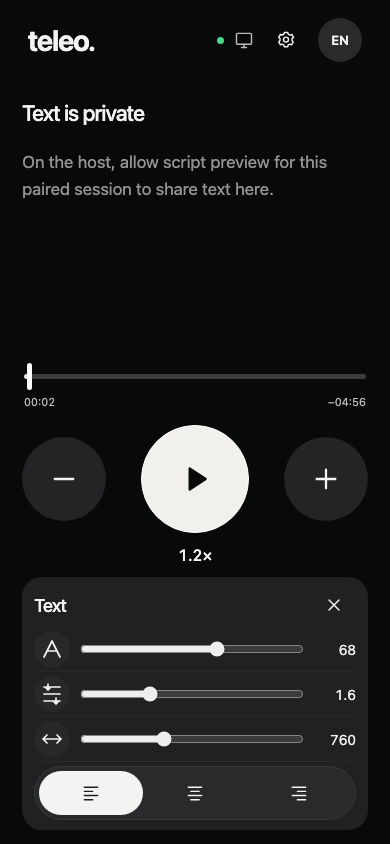 teleo.
EN
Text is private
On the host, allow script preview for this
paired session to share text here.
00:02
−04:56
1.2×
Text
68
1.6
760